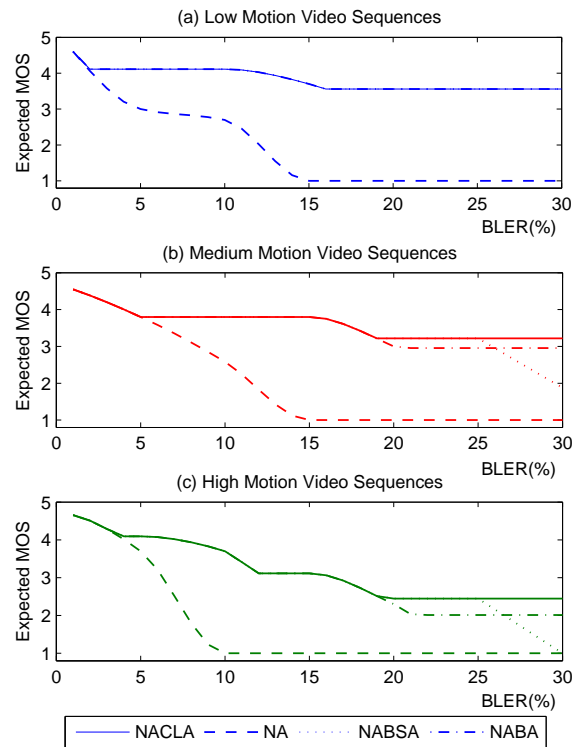 (a) Low Motion Video Sequences
Expected MOS
5
4
3
2
1
0 5 10 15 20 25 30
BLER(%)
(b) Medium Motion Video Sequences
Expected MOS
5
4
3
2
1
0 5 10 15 20 25 30
BLER(%)
(c) High Motion Video Sequences
Expected MOS
5
4
3
2
1
0 5 10 15 20 25 30
BLER(%)
NACLA NA NABSA NABA